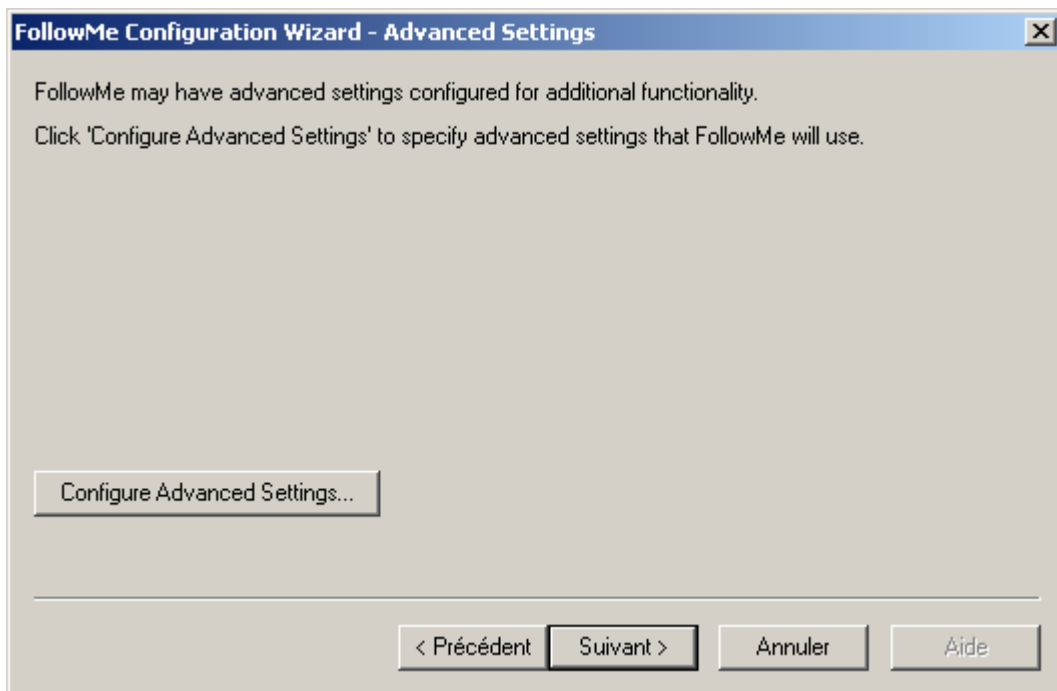 FollowMe Configuration Wizard - Advanced Settings
FollowMe may have advanced settings configured for additional functionality.
Click 'Configure Advanced Settings' to specify advanced settings that FollowMe will use.
Configure Advanced Settings...
< Précédent Suivant > Annuler Aide